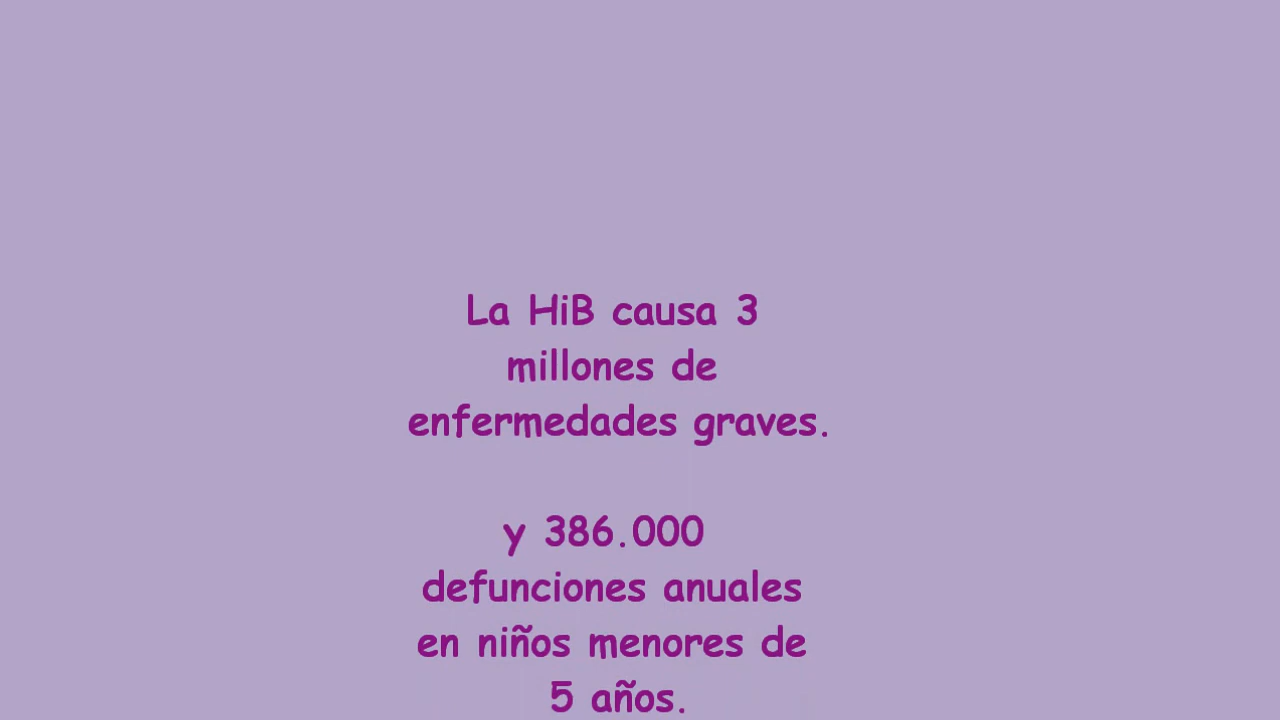 La HiB causa 3
millones de
enfermedades graves.
y 386.000
defunciones anuales
en niños menores de
5 años.